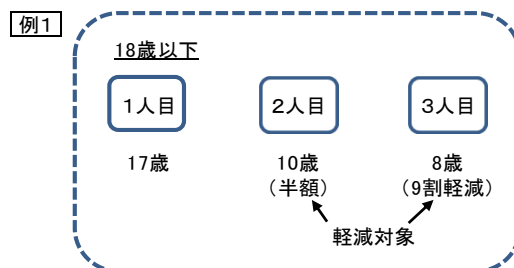 例1
18歳以下
1人目 2人目 3人目
17歳 10歳 8歳
（半額） （9割軽減）
軽減対象